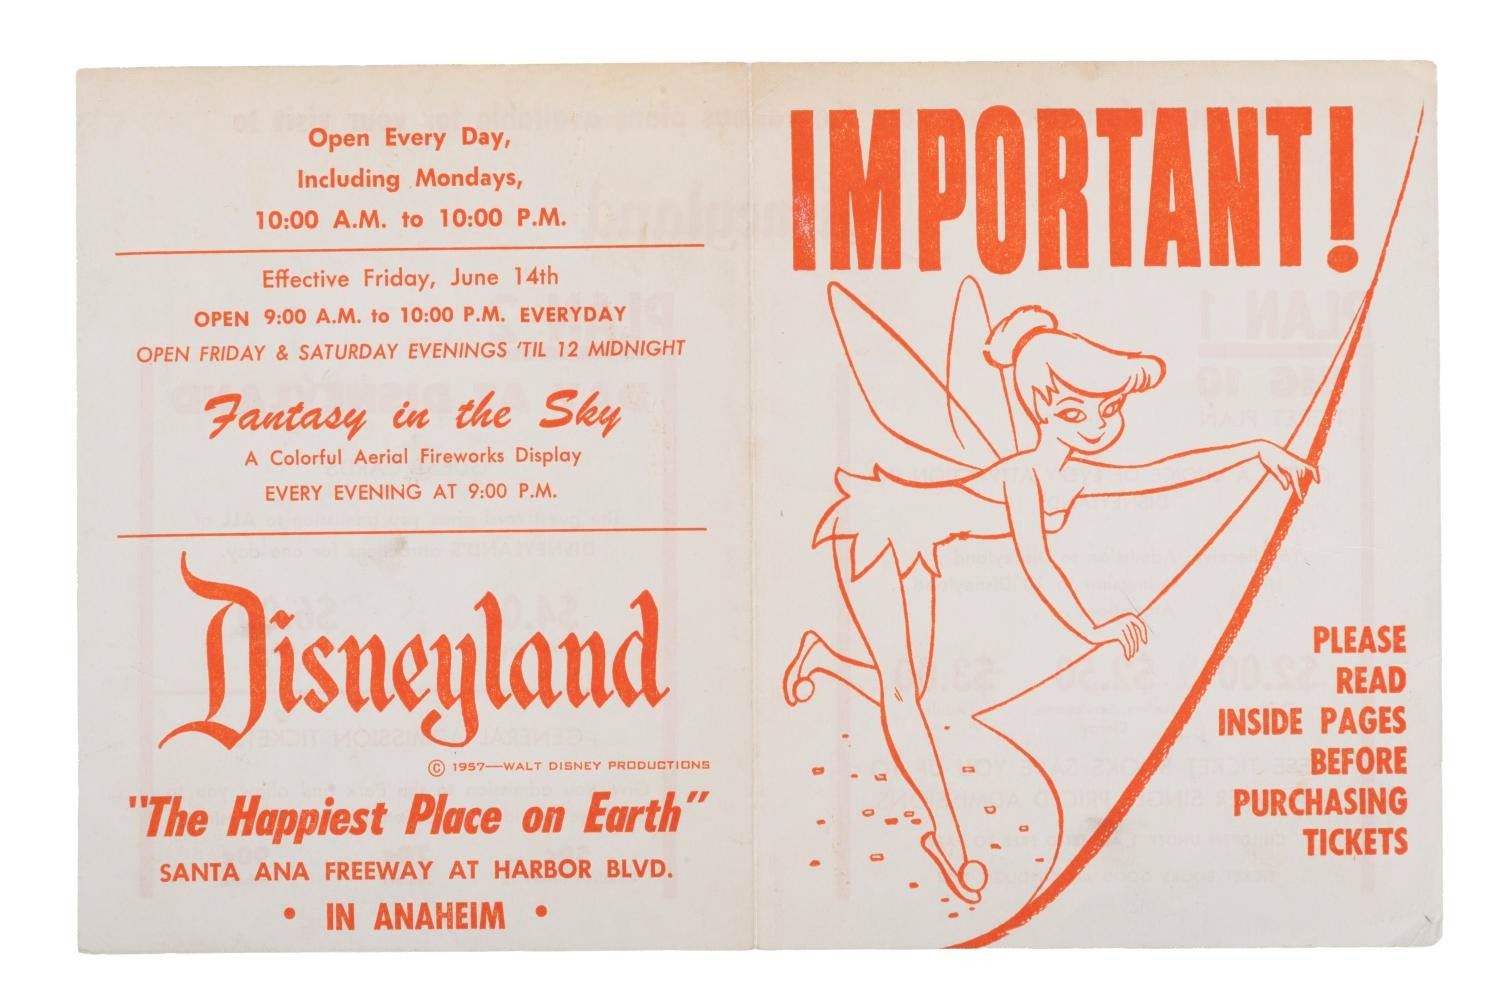 Open Every Day,
Including Mondays,
10:00 A.M. to 10:00 P.M.
Effective Friday, June 14th
OPEN 9:00 A.M. to 10:00 P.M. EVERYDAY
OPEN FRIDAY & SATURDAY EVENINGS 'TIL 12 MIDNIGHT
Fantasy in the Sky
A Colorful Aerial Fireworks Display
EVERY EVENING AT 9:00 P.M.
Disneyland
© 1957—WALT DISNEY PRODUCTIONS
"The Happiest Place on Earth"
SANTA ANA FREEWAY AT HARBOR BLVD.
• IN ANAHEIM •
IMPORTANT!
PLEASE
READ
INSIDE PAGES
BEFORE
PURCHASING
TICKETS